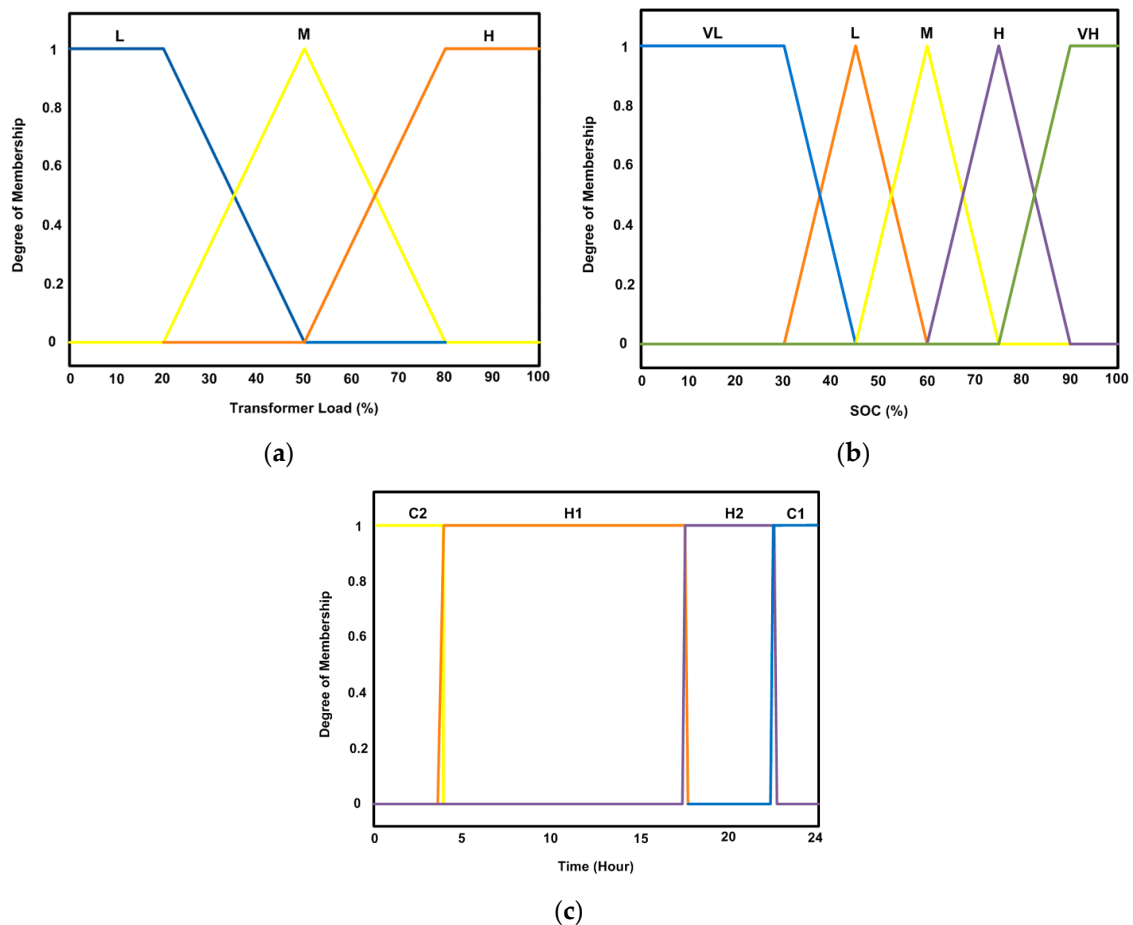 L M H
1
0.8
0.6
0.4
0.2
0
Degree of Membership
0 10 20 30 40 50 60 70 80 90 100
Transformer Load (%)
(a)
VL L M H VH
1
0.8
0.6
0.4
0.2
0
Degree of Membership
0 10 20 30 40 50 60 70 80 90 100
SOC (%)
(b)
C2 H1 H2 C1
1
0.8
0.6
0.4
0.2
0
Degree of Membership
0 5 10 15 20 24
Time (Hour)
(c)